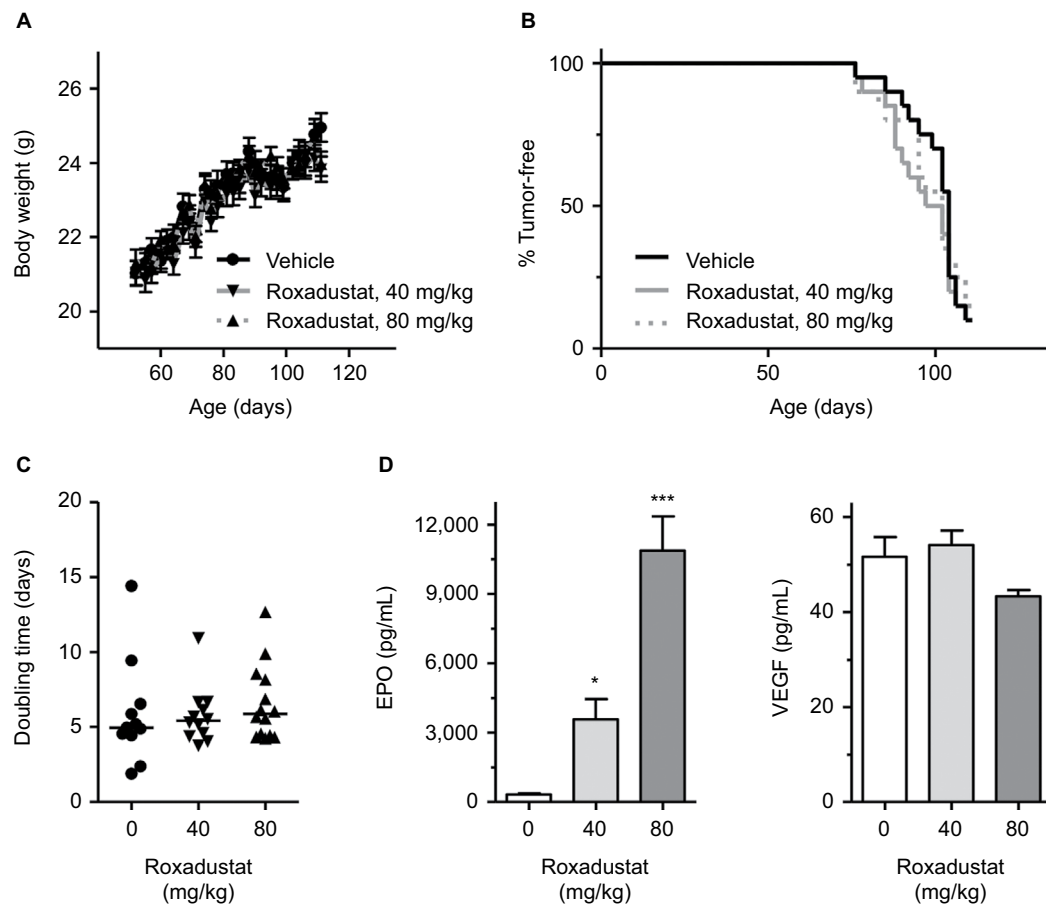 A
Body weight (g)
26
24
22
20
Vehicle
Roxadustat, 40 mg/kg
Roxadustat, 80 mg/kg
60 80 100 120
Age (days)
B
% Tumor-free
100
50
0
Vehicle
Roxadustat, 40 mg/kg
Roxadustat, 80 mg/kg
0 50 100
Age (days)
C
Doubling time (days)
20
15
10
5
0
0 40 80
Roxadustat
(mg/kg)
D
EPO (pg/mL)
12,000
9,000
6,000
3,000
0
*
***
0 40 80
Roxadustat
(mg/kg)
VEGF (pg/mL)
60
40
20
0
0 40 80
Roxadustat
(mg/kg)